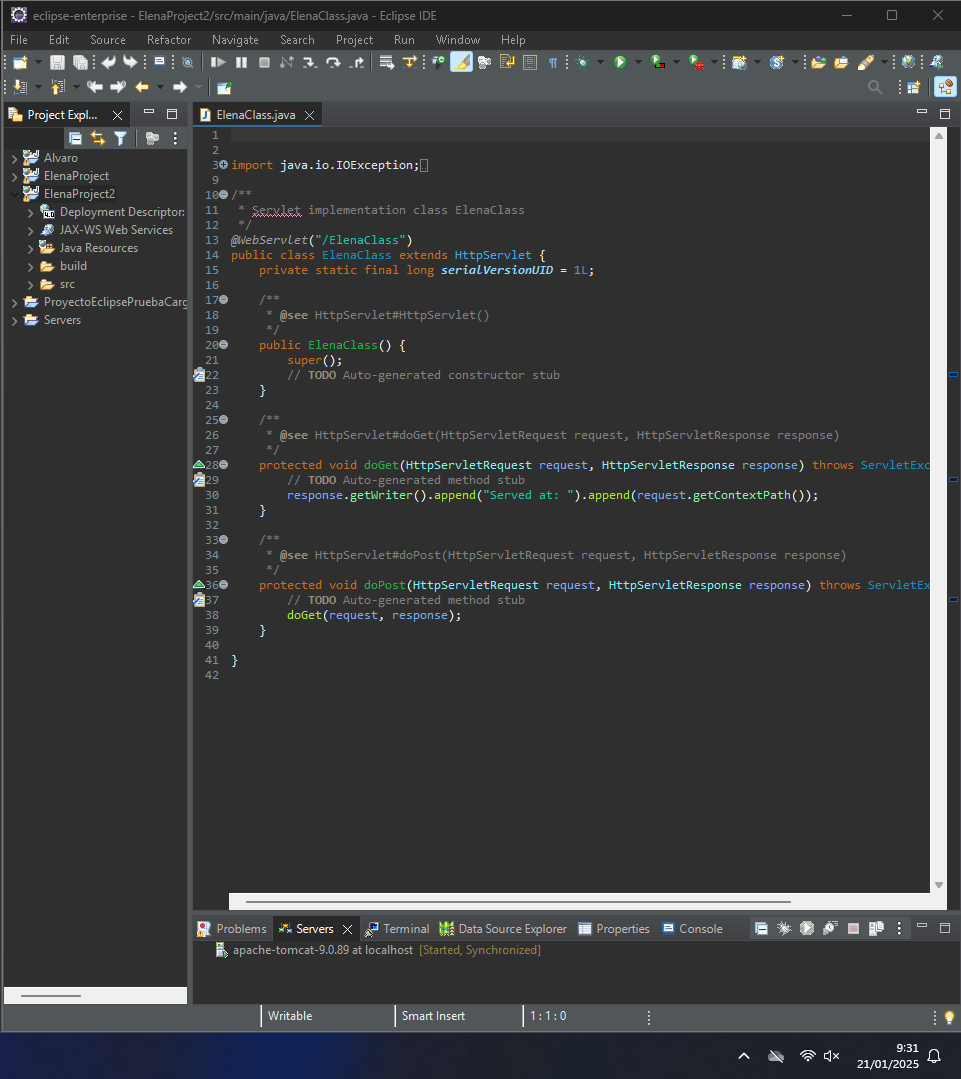 eclipse-enterprise - ElenaProject2/src/main/java/ElenaClass.java - Eclipse IDE
File Edit Source Refactor Navigate Search Project Run Window Help
Project Expl...
ElenaClass.java
Alvaro
ElenaProject
ElenaProject2
Deployment Descriptor:
JAX-WS Web Services
Java Resources
build
src
ProyectoEclipsePruebaCarg
Servers
1
2
3 import java.io.IOException;
9
10 /**
11 * Servlet implementation class ElenaClass
12 */
13 @WebServlet("/ElenaClass")
14 public class ElenaClass extends HttpServlet {
15 private static final long serialVersionUID = 1L;
16
17 /**
18 * @see HttpServlet#HttpServlet()
19 */
20 public ElenaClass() {
21 super();
22 // TODO Auto-generated constructor stub
23 }
24
25 /**
26 * @see HttpServlet#doGet(HttpServletRequest request, HttpServletResponse response)
27 */
28 protected void doGet(HttpServletRequest request, HttpServletResponse response) throws ServletExc
29 // TODO Auto-generated method stub
30 response.getWriter().append("Served at: ").append(request.getContextPath());
31 }
32
33 /**
34 * @see HttpServlet#doPost(HttpServletRequest request, HttpServletResponse response)
35 */
36 protected void doPost(HttpServletRequest request, HttpServletResponse response) throws ServletEx
37 // TODO Auto-generated method stub
38 doGet(request, response);
39 }
40
41 }
42
Problems Servers Terminal Data Source Explorer Properties Console
apache-tomcat-9.0.89 at localhost [Started, Synchronized]
Writable Smart Insert 1 : 1 : 0
9:31
21/01/2025